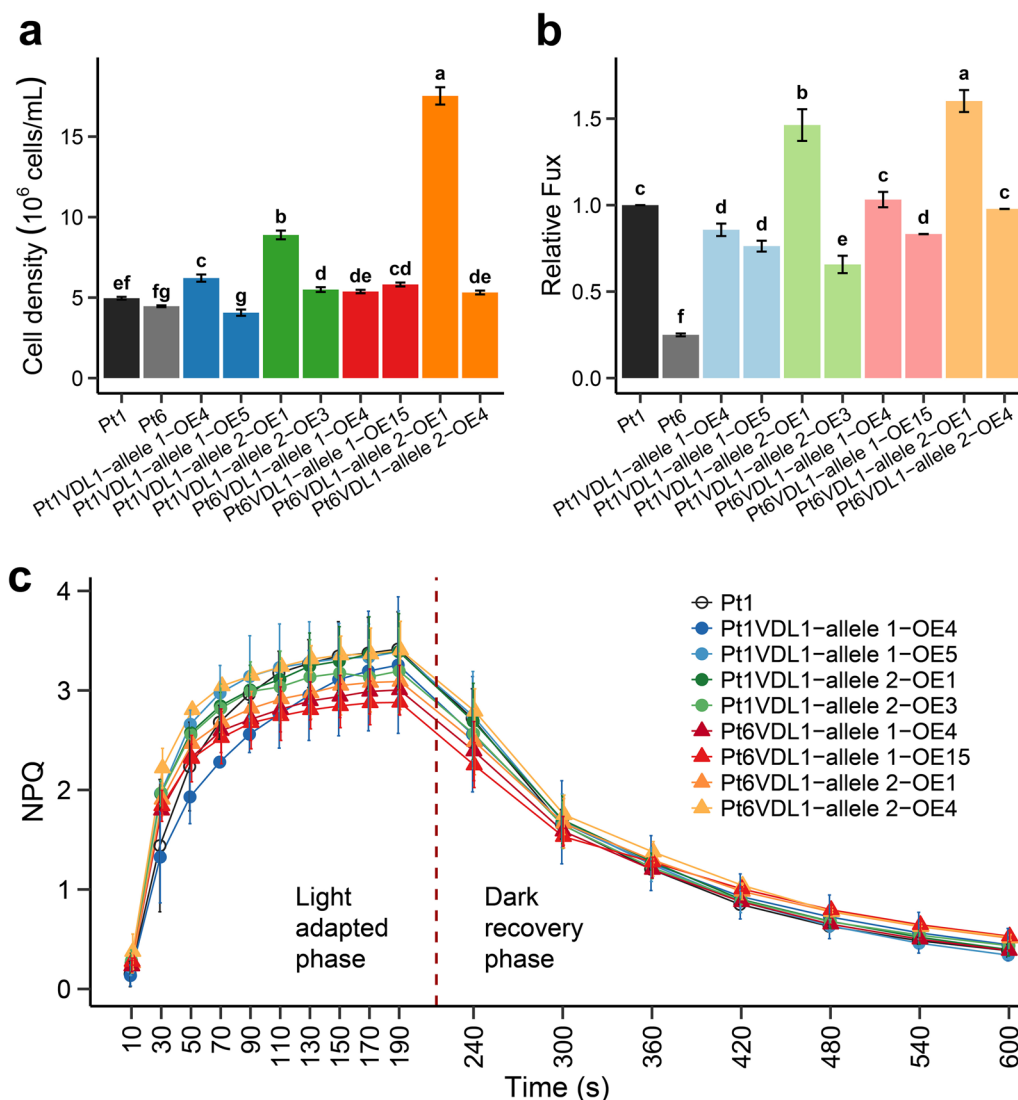 a
Cell density (10⁶ cells/mL)
15
10
5
0
ef
fg
c
g
b
d
de
cd
a
de
Pt1
Pt6
Pt1VDL1−allele 1−OE4
Pt1VDL1−allele 1−OE5
Pt1VDL1−allele 2−OE1
Pt1VDL1−allele 2−OE3
Pt6VDL1−allele 1−OE4
Pt6VDL1−allele 1−OE15
Pt6VDL1−allele 2−OE1
Pt6VDL1−allele 2−OE4
b
Relative Fux
1.5
1.0
0.5
0.0
c
f
d
d
b
e
c
d
a
c
Pt1
Pt6
Pt1VDL1−allele 1−OE4
Pt1VDL1−allele 1−OE5
Pt1VDL1−allele 2−OE1
Pt1VDL1−allele 2−OE3
Pt6VDL1−allele 1−OE4
Pt6VDL1−allele 1−OE15
Pt6VDL1−allele 2−OE1
Pt6VDL1−allele 2−OE4
c
NPQ
4
3
2
1
0
Pt1
Pt1VDL1−allele 1−OE4
Pt1VDL1−allele 1−OE5
Pt1VDL1−allele 2−OE1
Pt1VDL1−allele 2−OE3
Pt6VDL1−allele 1−OE4
Pt6VDL1−allele 1−OE15
Pt6VDL1−allele 2−OE1
Pt6VDL1−allele 2−OE4
Light
adapted
phase
Dark
recovery
phase
10
30
50
70
90
110
130
150
170
190
240
300
360
420
480
540
600
Time (s)